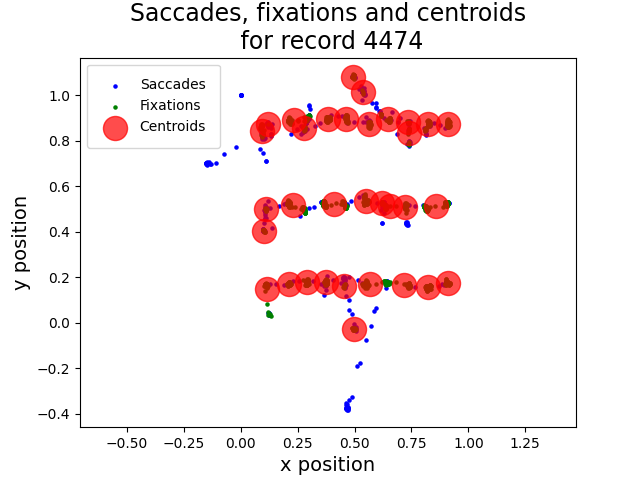 Saccades, fixations and centroids
for record 4474
Saccades
Fixations
Centroids
1.0
0.8
0.6
0.4
0.2
0.0
−0.2
−0.4
y position
−0.50 −0.25 0.00 0.25 0.50 0.75 1.00 1.25
x position